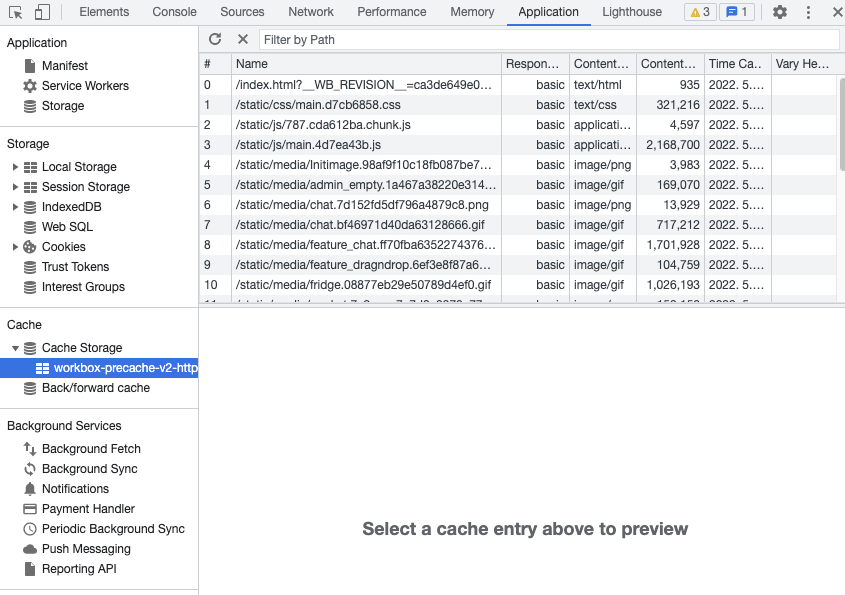 Elements Console Sources Network Performance Memory Application Lighthouse 3 1
Application
Manifest
Service Workers
Storage
Storage
Local Storage
Session Storage
IndexedDB
Web SQL
Cookies
Trust Tokens
Interest Groups
Cache
Cache Storage
workbox-precache-v2-http
Back/forward cache
Background Services
Background Fetch
Background Sync
Notifications
Payment Handler
Periodic Background Sync
Push Messaging
Reporting API
Filter by Path
# Name Respon... Content... Content... Time Ca.. Vary He...
0 /index.html?__WB_REVISION__=ca3de649e0... basic text/html 935 2022. 5....
1 /static/css/main.d7cb6858.css basic text/css 321,216 2022. 5....
2 /static/js/787.cda612ba.chunk.js basic applicati... 4,597 2022. 5....
3 /static/js/main.4d7ea43b.js basic applicati... 2,168,700 2022. 5....
4 /static/media/Initimage.98af9f10c18fb087be7... basic image/png 3,983 2022. 5....
5 /static/media/admin_empty.1a467a38220e314... basic image/gif 169,070 2022. 5....
6 /static/media/chat.7d152fd5df796a4879c8.png basic image/png 13,929 2022. 5....
7 /static/media/chat.bf46971d40da63128666.gif basic image/gif 717,212 2022. 5....
8 /static/media/feature_chat.ff70fba6352274376... basic image/gif 1,701,928 2022. 5....
9 /static/media/feature_dragndrop.6ef3e8f87a6... basic image/gif 104,759 2022. 5....
10 /static/media/fridge.08877eb29e50789d4ef0.gif basic image/gif 1,026,193 2022. 5....
Select a cache entry above to preview